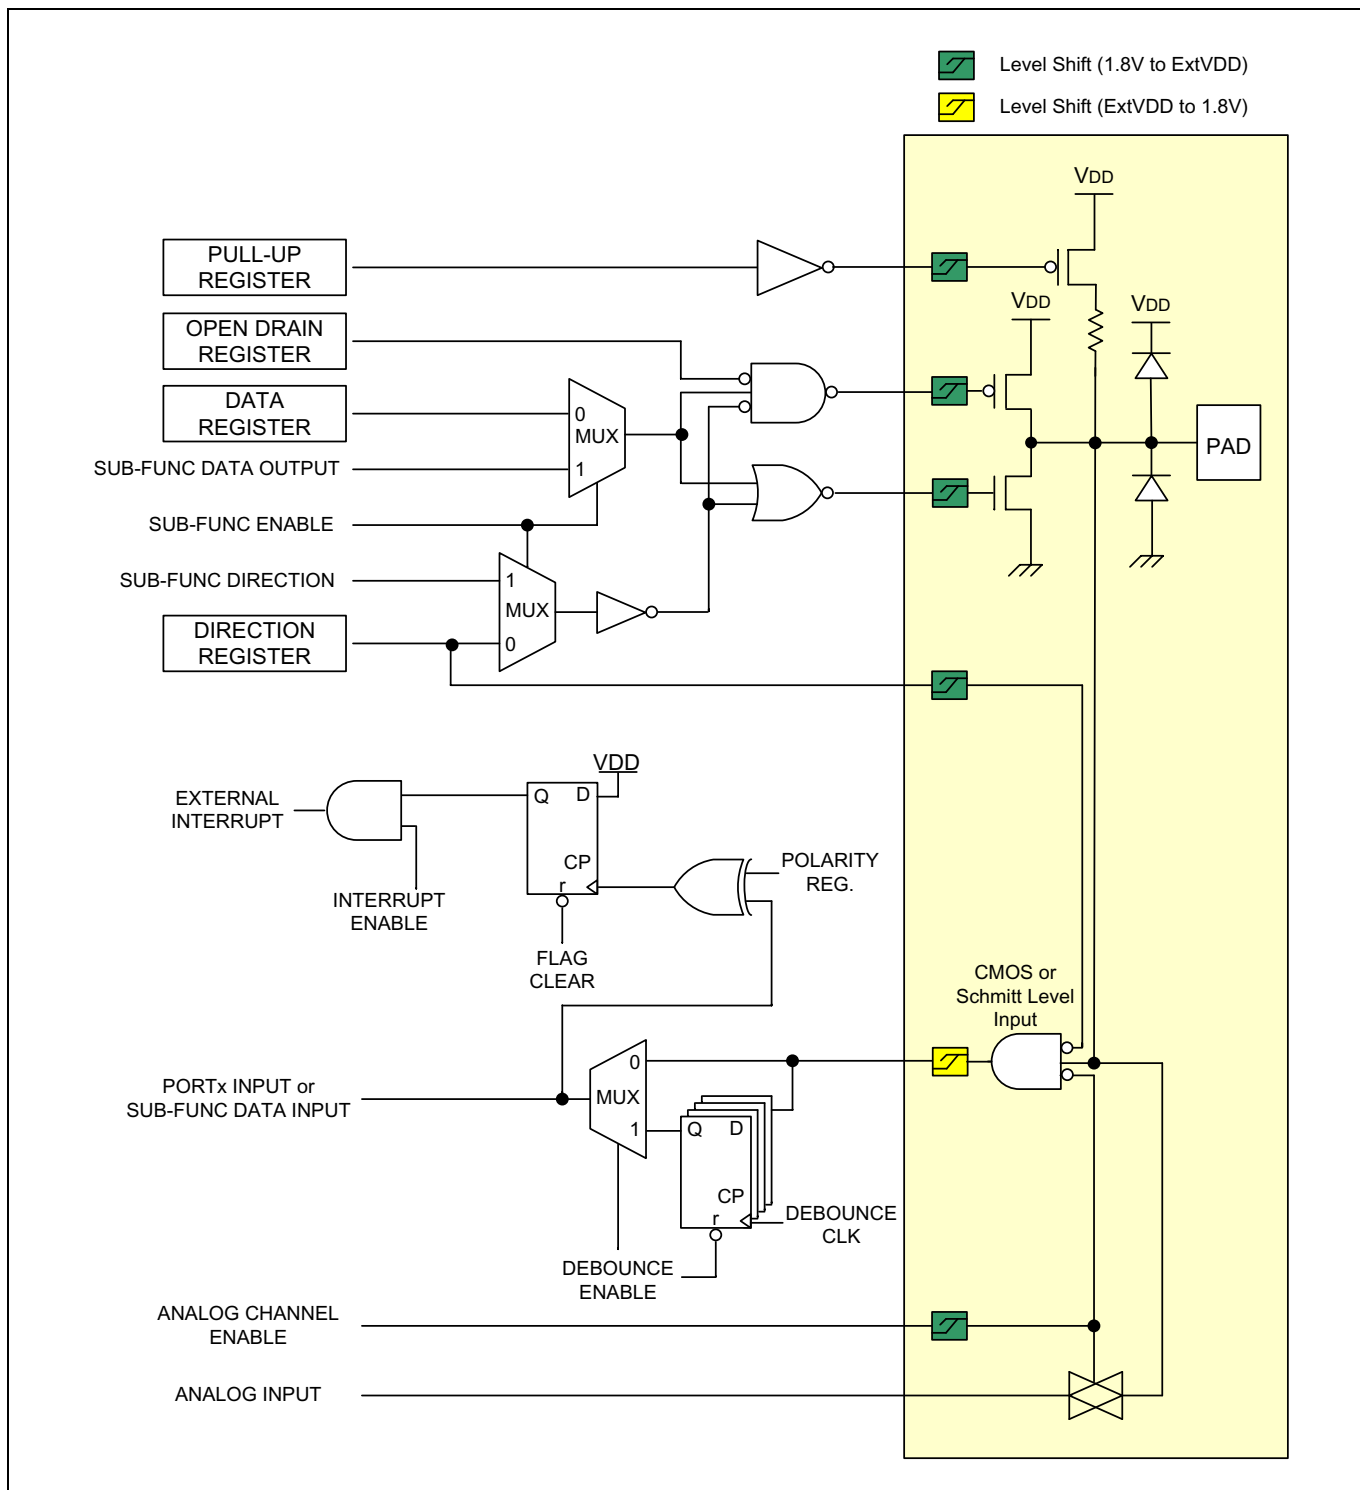 Level Shift (1.8V to ExtVDD)
Level Shift (ExtVDD to 1.8V)
VDD
PULL-UP
REGISTER
VDD
VDD
OPEN DRAIN
REGISTER
DATA
REGISTER
0
MUX
1
PAD
SUB-FUNC DATA OUTPUT
SUB-FUNC ENABLE
SUB-FUNC DIRECTION
1
MUX
0
DIRECTION
REGISTER
VDD
Q
D
CP
r
EXTERNAL
INTERRUPT
INTERRUPT
ENABLE
POLARITY
REG.
FLAG
CLEAR
CMOS or
Schmitt Level
Input
0
MUX
1
PORTx INPUT or
SUB-FUNC DATA INPUT
Q
D
CP
r
DEBOUNCE
CLK
DEBOUNCE
ENABLE
ANALOG CHANNEL
ENABLE
ANALOG INPUT